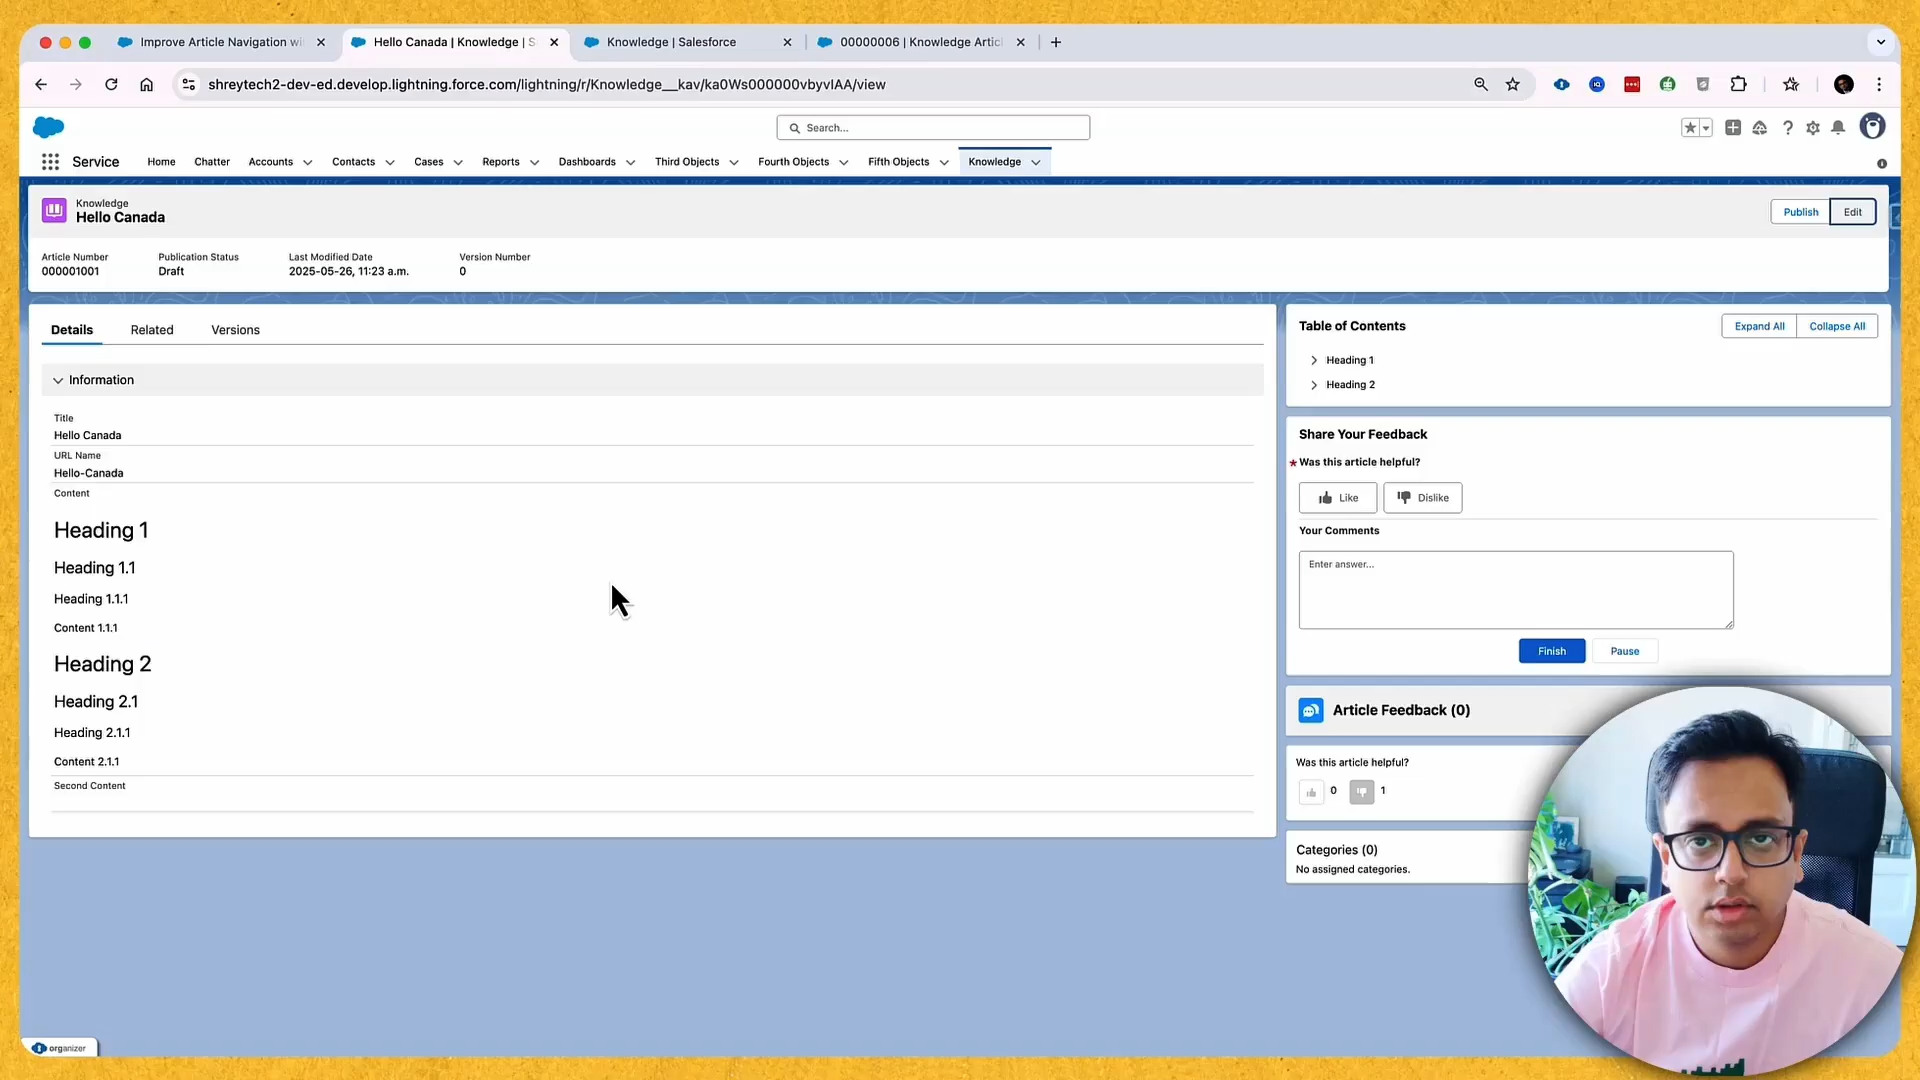 Improve Article Navigation wi
Hello Canada | Knowledge | S
Knowledge | Salesforce
00000006 | Knowledge Artic
shreytech2-dev-ed.develop.lightning.force.com/lightning/r/Knowledge__kav/ka0Ws000000vbyvIAA/view
Search...
Service
Home
Chatter
Accounts
Contacts
Cases
Reports
Dashboards
Third Objects
Fourth Objects
Fifth Objects
Knowledge
Knowledge
Hello Canada
Publish
Edit
Article Number
000001001
Publication Status
Draft
Last Modified Date
2025-05-26, 11:23 a.m.
Version Number
0
Details
Related
Versions
Information
Title
Hello Canada
URL Name
Hello-Canada
Content
Heading 1
Heading 1.1
Heading 1.1.1
Content 1.1.1
Heading 2
Heading 2.1
Heading 2.1.1
Content 2.1.1
Second Content
Table of Contents
Expand All
Collapse All
Heading 1
Heading 2
Share Your Feedback
* Was this article helpful?
Like
Dislike
Your Comments
Enter answer...
Finish
Pause
Article Feedback (0)
Was this article helpful?
0
1
Categories (0)
No assigned categories.
organizer